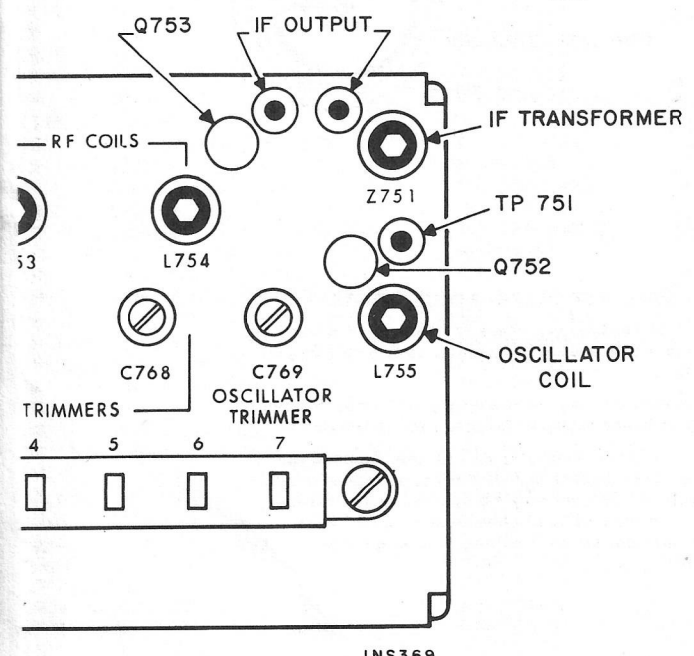 Q753 IF OUTPUT
RF COILS
IF TRANSFORMER
Z751
TP 751
53
L754
Q752
C768
C769
L755
OSCILLATOR
COIL
OSCILLATOR
TRIMMER
TRIMMERS
4 5 6 7
INS369